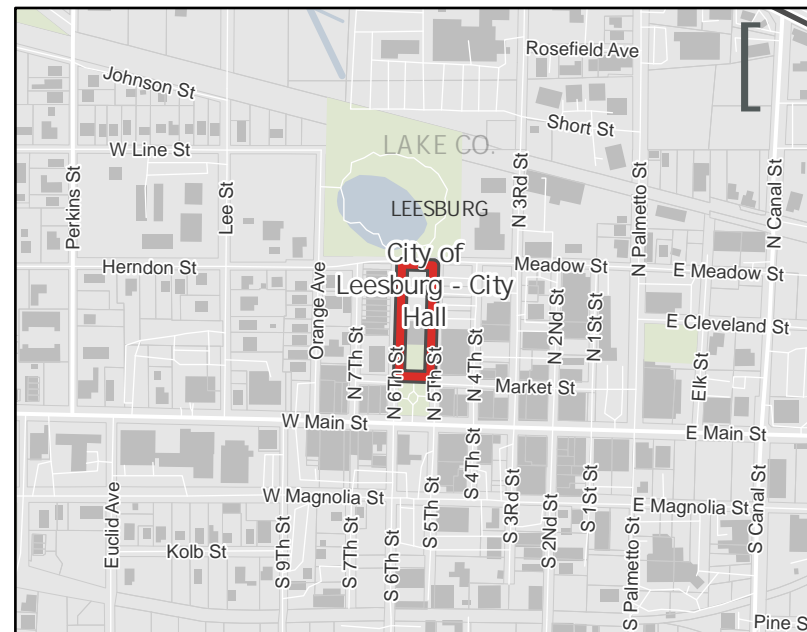 Rosefield Ave
Johnson St
Short St
LAKE CO.
W Line St
N 3Rd St
Perkins St
Lee St
N Palmetto St
N Canal St
LEESBURG
City of
Leesburg - City
Hall
Herndon St
Meadow St
E Meadow St
Orange Ave
N 2Nd St
N 1St St
E Cleveland St
N 7Th St
N 6Th St
N 5Th St
N 4Th St
Elk St
Market St
W Main St
E Main St
S 4Th St
W Magnolia St
E Magnolia St
Euclid Ave
S 9Th St
S 7Th St
S 6Th St
S 5Th St
S 3Rd St
S 2Nd St
S 1St St
S Palmetto St
S Canal St
Kolb St
Pine S